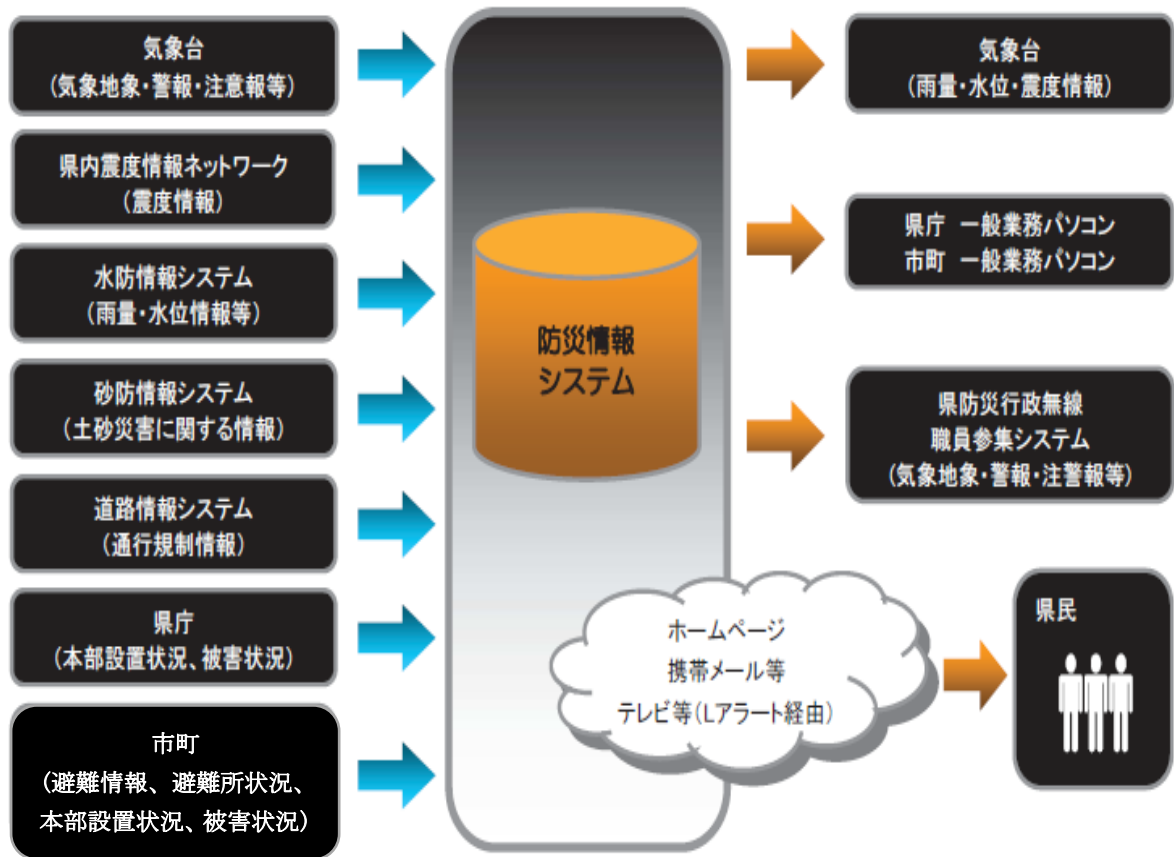 気象台
(気象地象・警報・注意報等)
県内震度情報ネットワーク
(震度情報)
水防情報システム
(雨量・水位情報等)
砂防情報システム
(土砂災害に関する情報)
道路情報システム
(通行規制情報)
県庁
(本部設置状況、被害状況)
市町
(避難情報、避難所状況、
本部設置状況、被害状況)
防災情報
システム
気象台
(雨量・水位・震度情報)
県庁 一般業務パソコン
市町 一般業務パソコン
県防災行政無線
職員参集システム
(気象地象・警報・注警報等)
ホームページ
携帯メール等
テレビ等(Lアラート経由)
県民